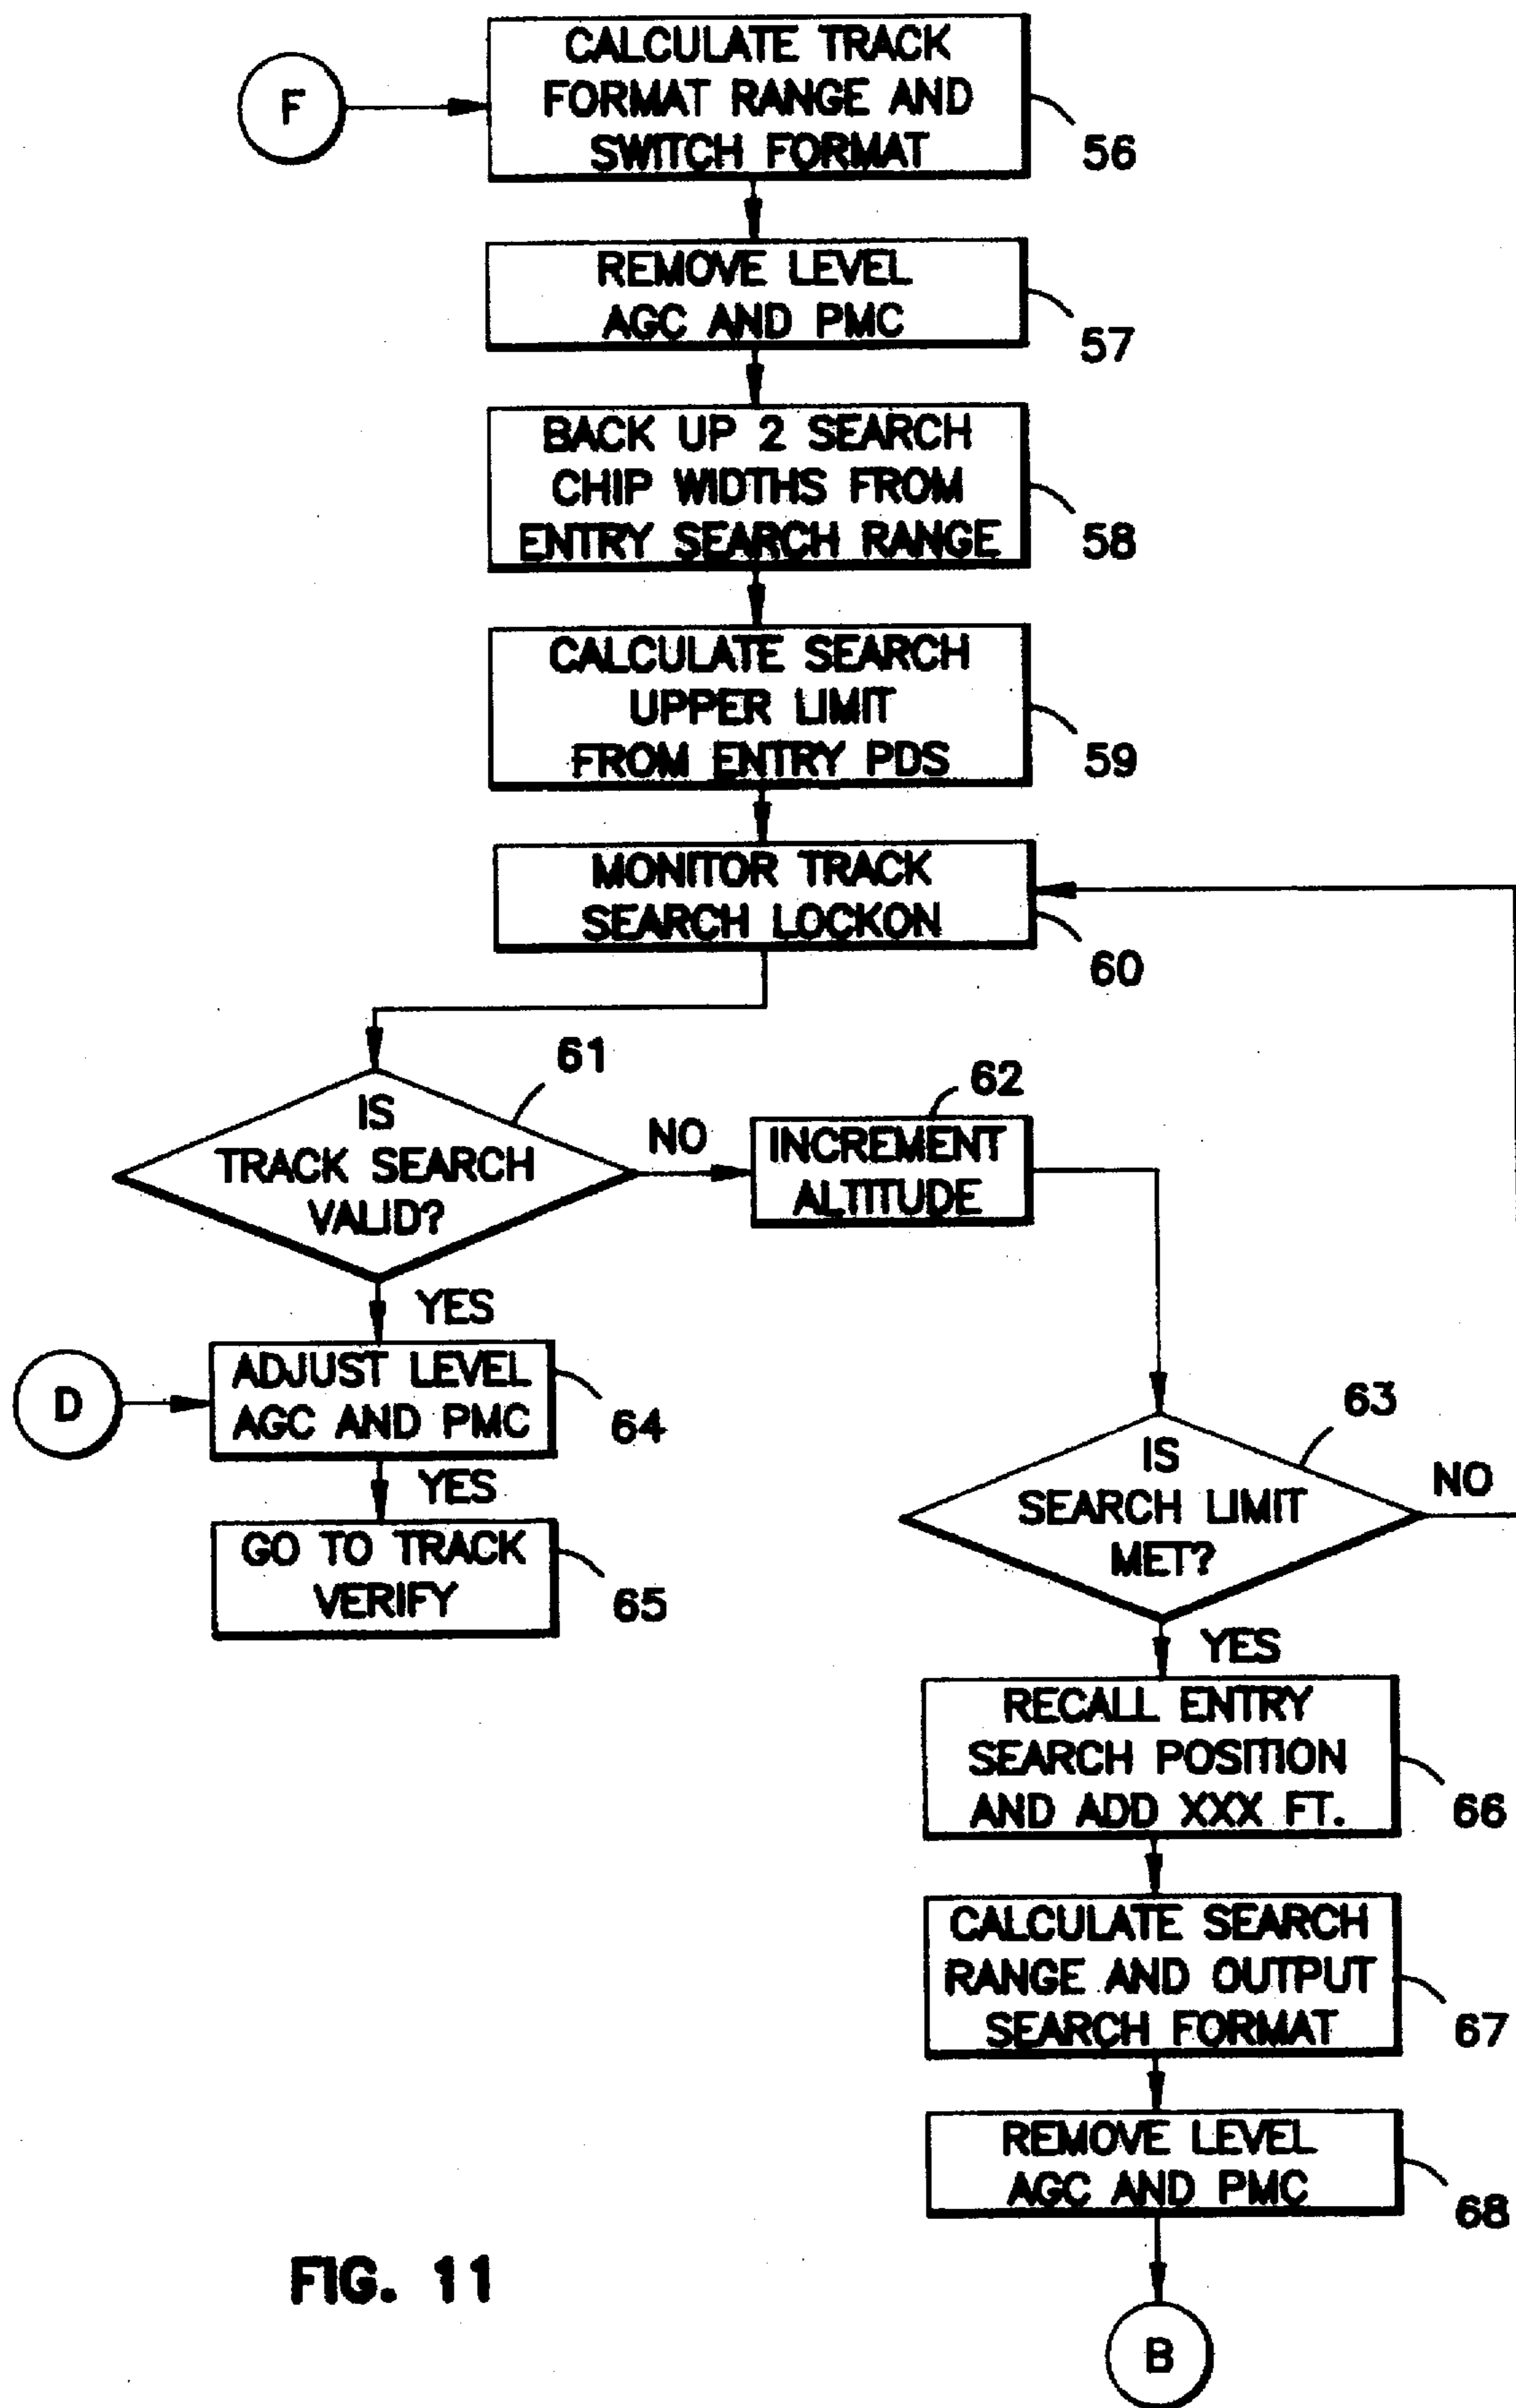 CALCULATE TRACK
FORMAT RANGE AND
SWITCH FORMAT
F
56
REMOVE LEVEL
AGC AND PMC
57
BACK UP 2 SEARCH
CHIP WIDTHS FROM
ENTRY SEARCH RANGE
58
CALCULATE SEARCH
UPPER LIMIT
FROM ENTRY PDS
59
MONITOR TRACK
SEARCH LOCKON
60
IS
TRACK SEARCH
VALID?
61
NO
62
INCREMENT
ALTITUDE
YES
D
ADJUST LEVEL
AGC AND PMC
64
YES
GO TO TRACK
VERIFY
65
IS
SEARCH LIMIT
MET?
63
NO
YES
RECALL ENTRY
SEARCH POSITION
AND ADD XXX FT.
66
CALCULATE SEARCH
RANGE AND OUTPUT
SEARCH FORMAT
67
REMOVE LEVEL
AGC AND PMC
68
B
FIG. 11